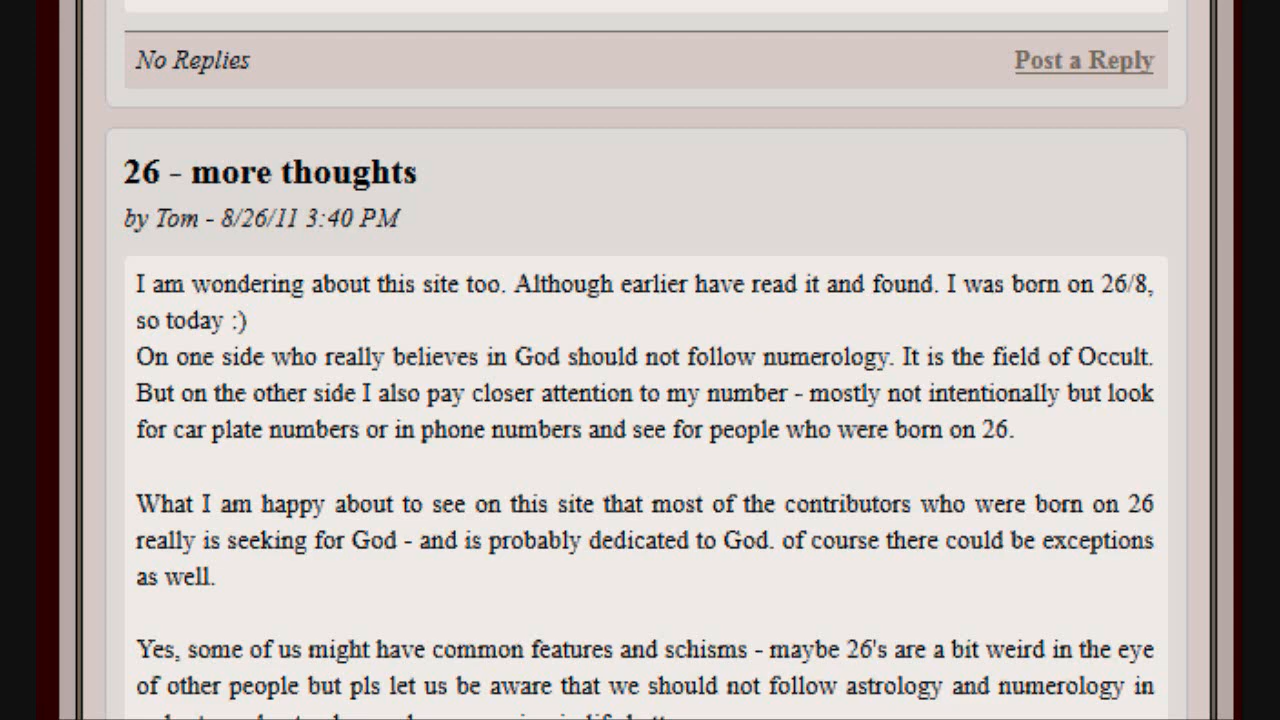 No Replies
Post a Reply
26 - more thoughts
by Tom - 8/26/11 3:40 PM
I am wondering about this site too. Although earlier have read it and found. I was born on 26/8,
so today :)
On one side who really believes in God should not follow numerology. It is the field of Occult.
But on the other side I also pay closer attention to my number - mostly not intentionally but look
for car plate numbers or in phone numbers and see for people who were born on 26.
What I am happy about to see on this site that most of the contributors who were born on 26
really is seeking for God - and is probably dedicated to God. of course there could be exceptions
as well.
Yes, some of us might have common features and schisms - maybe 26's are a bit weird in the eye
of other people but pls let us be aware that we should not follow astrology and numerology in